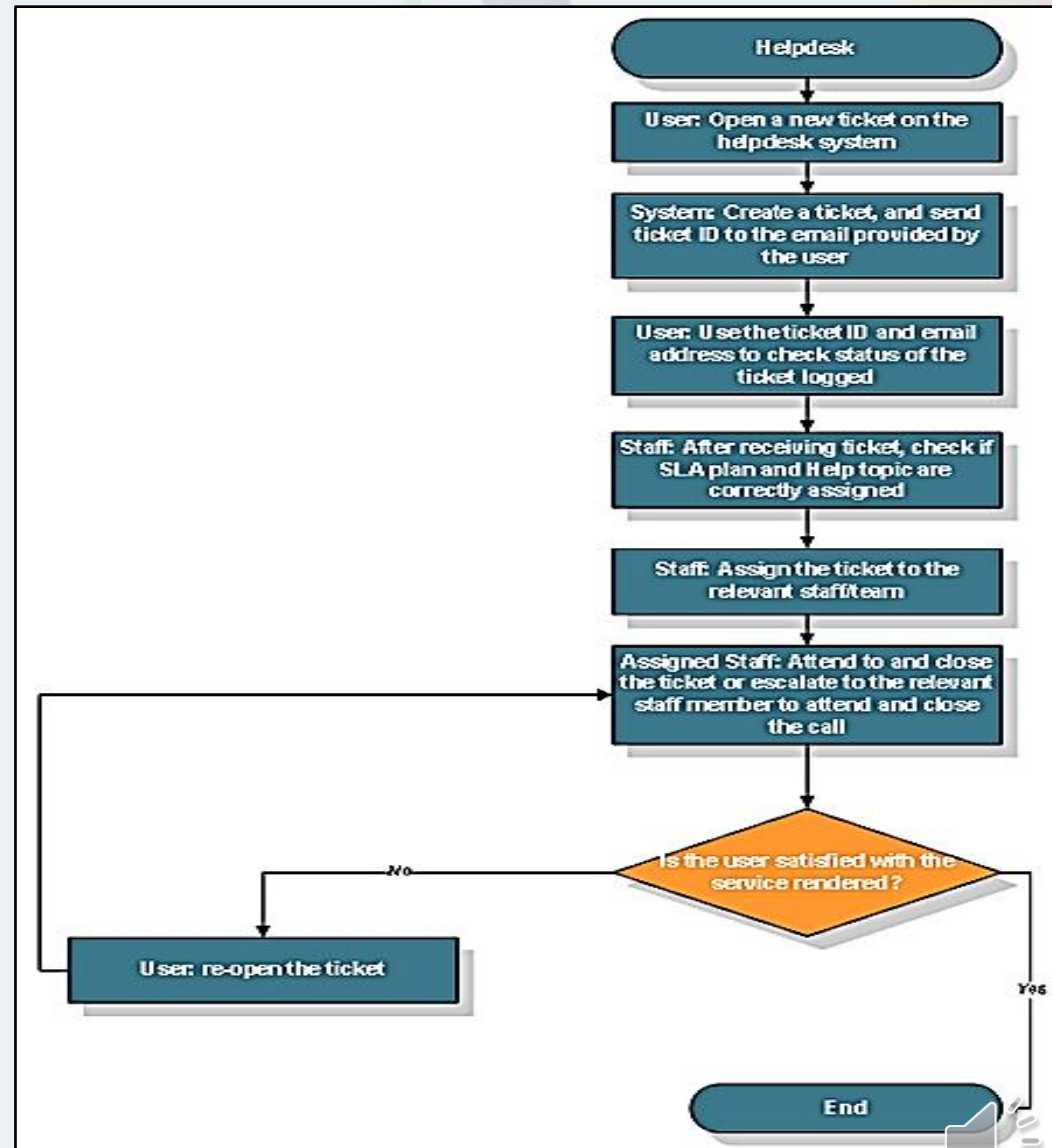 Helpdesk
User: Open a new ticket on the
helpdesk system
System: Create a ticket, and send
ticket ID to the email provided by
the user
User: Use the ticket ID and email
address to check status of the
ticket logged
Staff: After receiving ticket, check if
SLA plan and Help topic are
correctly assigned
Staff: Assign the ticket to the
relevant staff/team
Assigned Staff: Attend to and close
the ticket or escalate to the relevant
staff member to attend and close
the call
Is the user satisfied with the
service rendered?
No
User: re-open the ticket
Yes
End